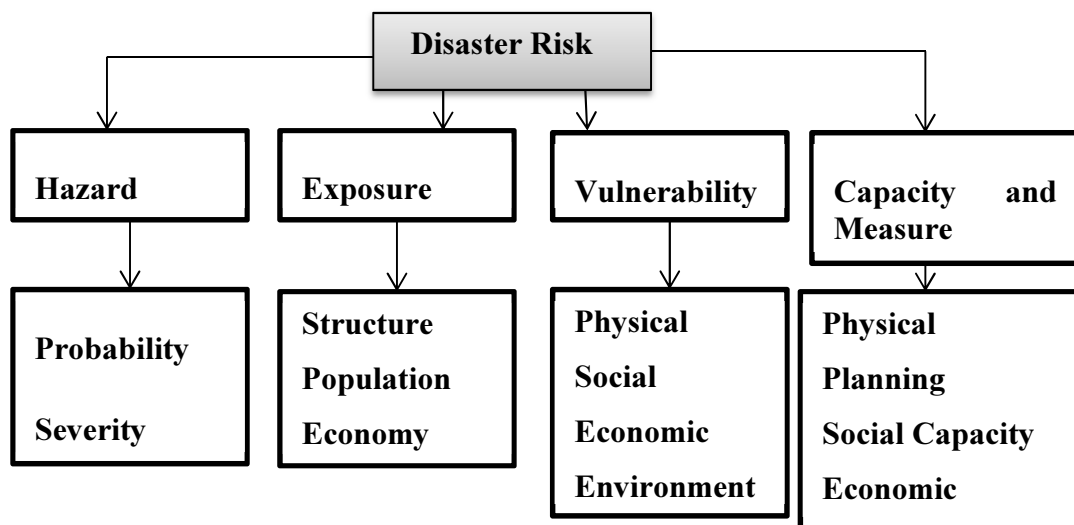 Disaster Risk
Hazard
Exposure
Vulnerability
Capacity and
Measure
Probability
Severity
Structure
Population
Economy
Physical
Social
Economic
Environment
Physical
Planning
Social Capacity
Economic